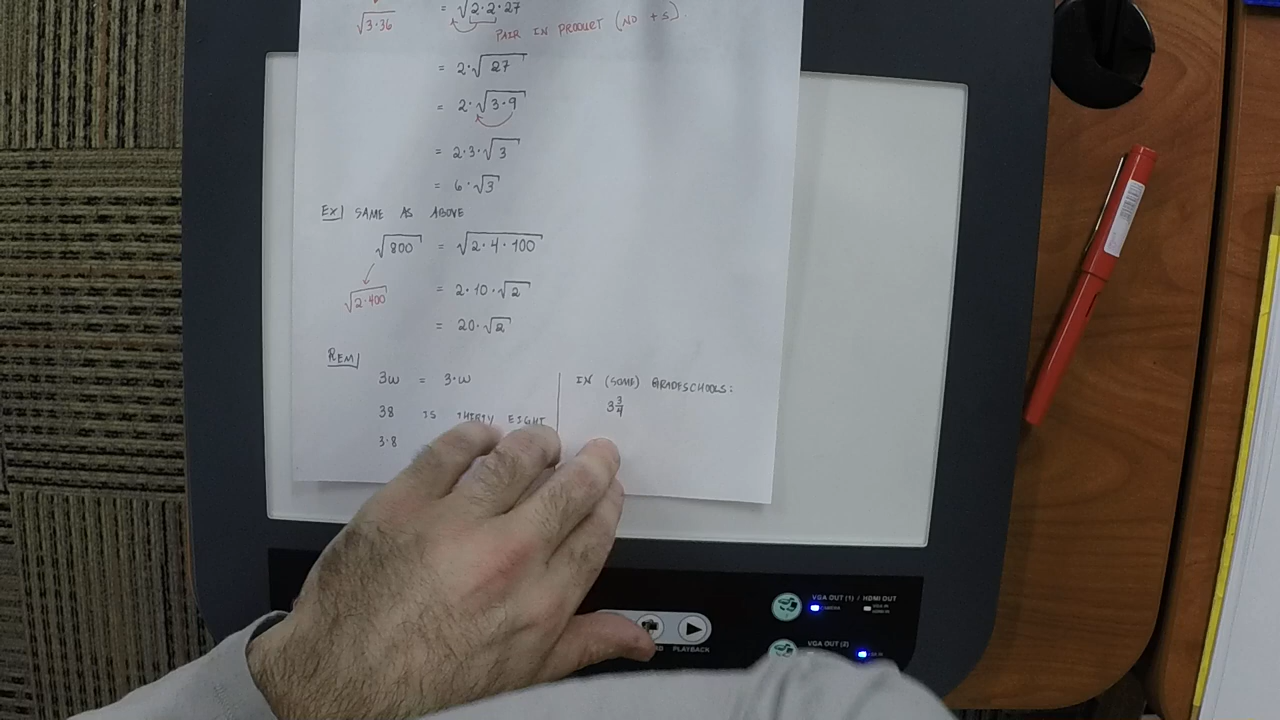 √3·36 = √2·2·27
PAIR IN PRODUCT (NO +S).
= 2·√27
= 2·√3·9
= 2·3·√3
= 6·√3
EX| SAME AS ABOVE
√800 = √2·4·100
√2·400 = 2·10·√2
= 20·√2
REM|
3w = 3·w
38 IS THIRTY EIGHT
3·8
IN (SOME) GRADESCHOOLS:
3 3/4
PLAYBACK
VGA OUT (1) / HDMI OUT
VGA OUT (2)